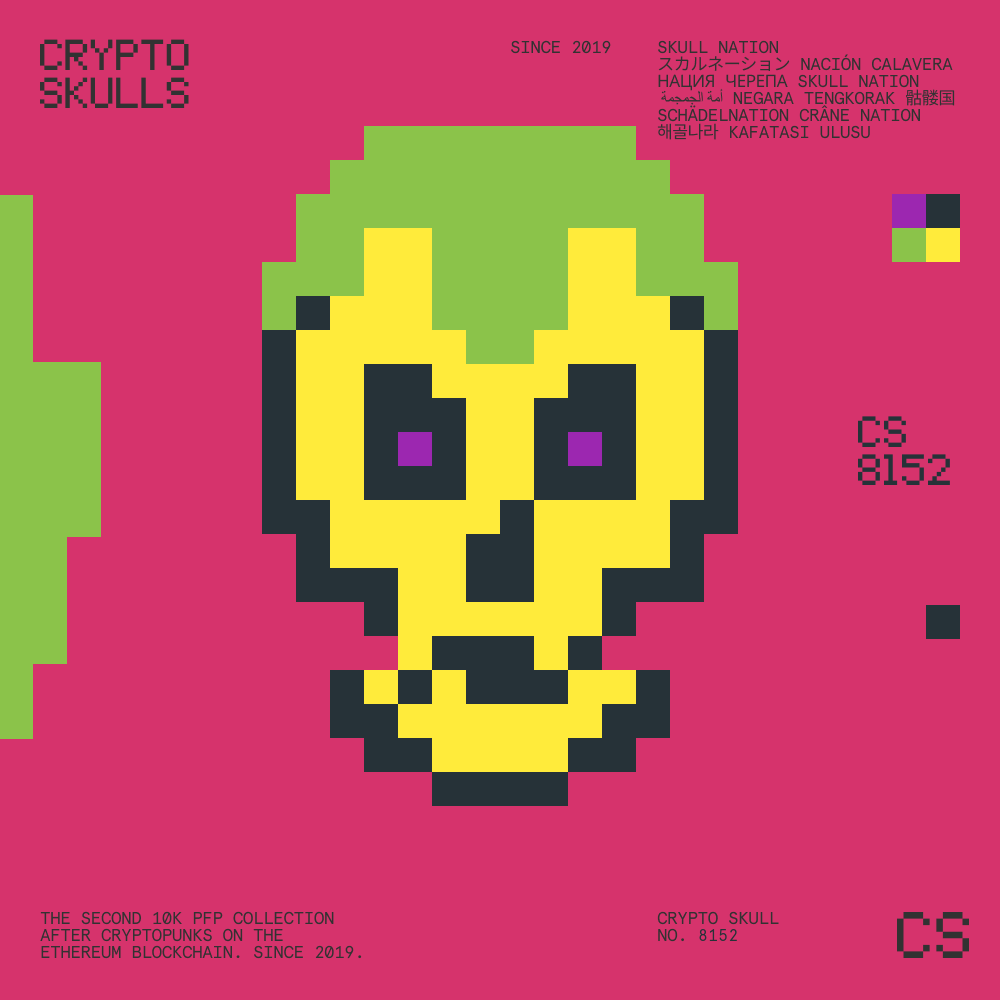 CRYPTO
SKULLS
SINCE 2019
SKULL NATION
スカルネーション NACIÓN CALAVERA
НАЦИЯ ЧЕРЕПА SKULL NATION
أمة الجمجمة NEGARA TENGKORAK 骷髅国
SCHÄDELNATION CRÂNE NATION
해골나라 KAFATASI ULUSU
CS
8152
THE SECOND 10K PFP COLLECTION
AFTER CRYPTOPUNKS ON THE
ETHEREUM BLOCKCHAIN. SINCE 2019.
CRYPTO SKULL
NO. 8152
CS